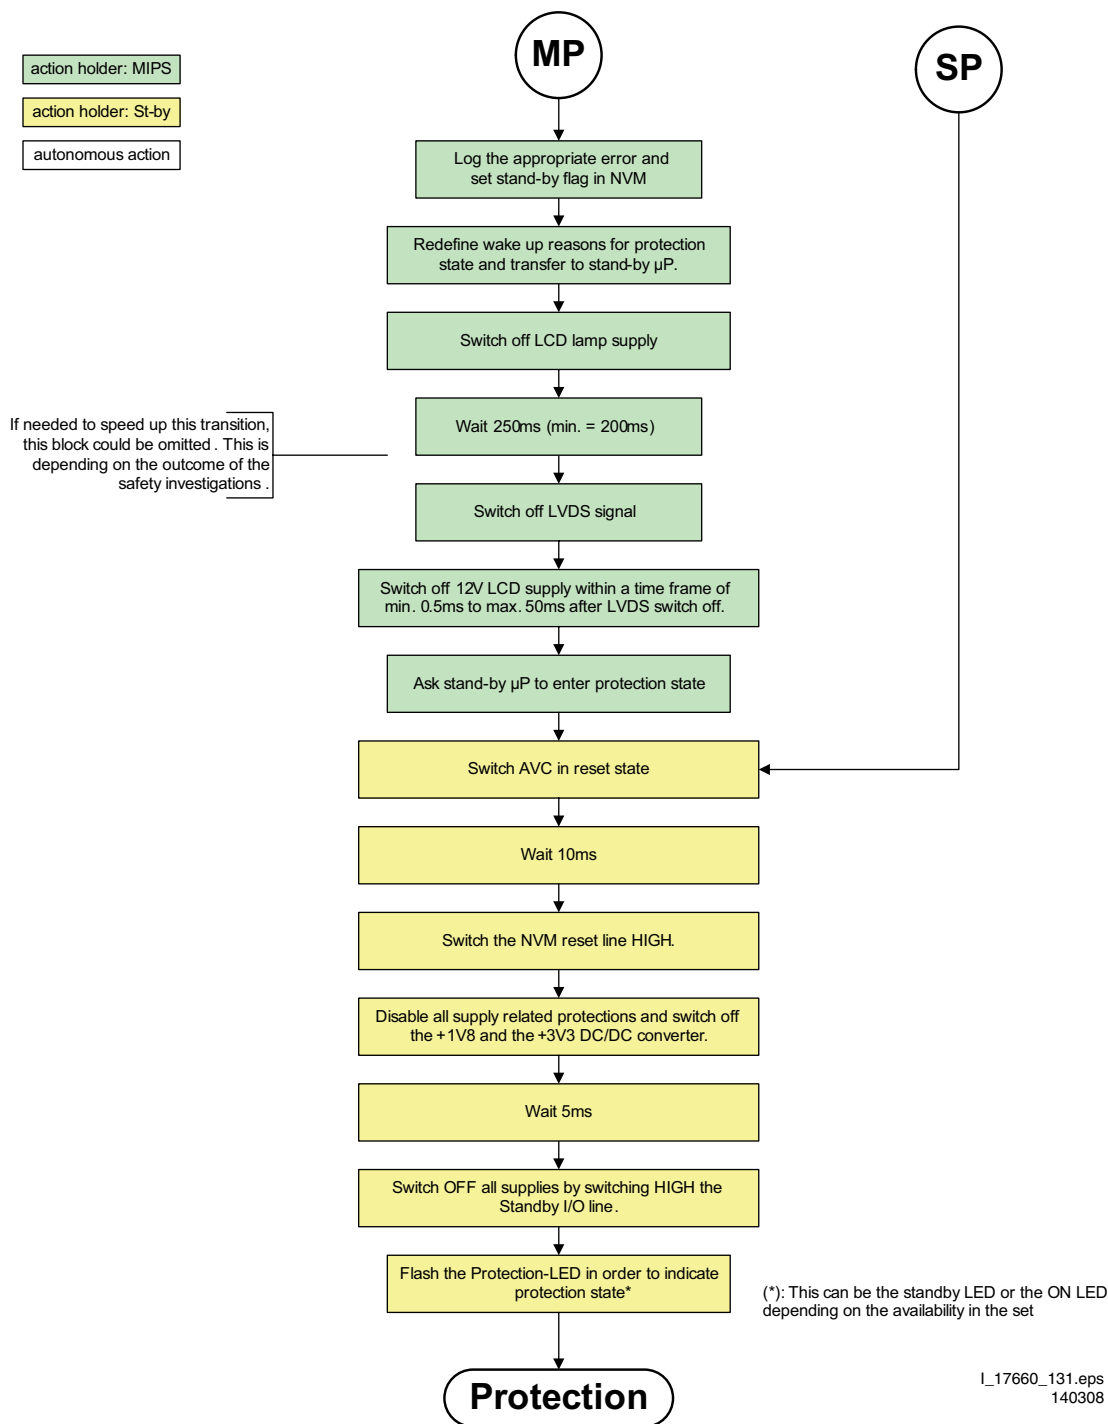 MP
SP
action holder: MIPS
action holder: St-by
autonomous action
Log the appropriate error and
set stand-by flag in NVM
Redefine wake up reasons for protection
state and transfer to stand-by µP.
Switch off LCD lamp supply
If needed to speed up this transition,
this block could be omitted . This is
depending on the outcome of the
safety investigations .
Wait 250ms (min. = 200ms)
Switch off LVDS signal
Switch off 12V LCD supply within a time frame of
min. 0.5ms to max. 50ms after LVDS switch off.
Ask stand-by µP to enter protection state
Switch AVC in reset state
Wait 10ms
Switch the NVM reset line HIGH.
Disable all supply related protections and switch off
the +1V8 and the +3V3 DC/DC converter.
Wait 5ms
Switch OFF all supplies by switching HIGH the
Standby I/O line .
Flash the Protection-LED in order to indicate
protection state*
(*): This can be the standby LED or the ON LED
depending on the availability in the set
Protection
I_17660_131.eps
140308